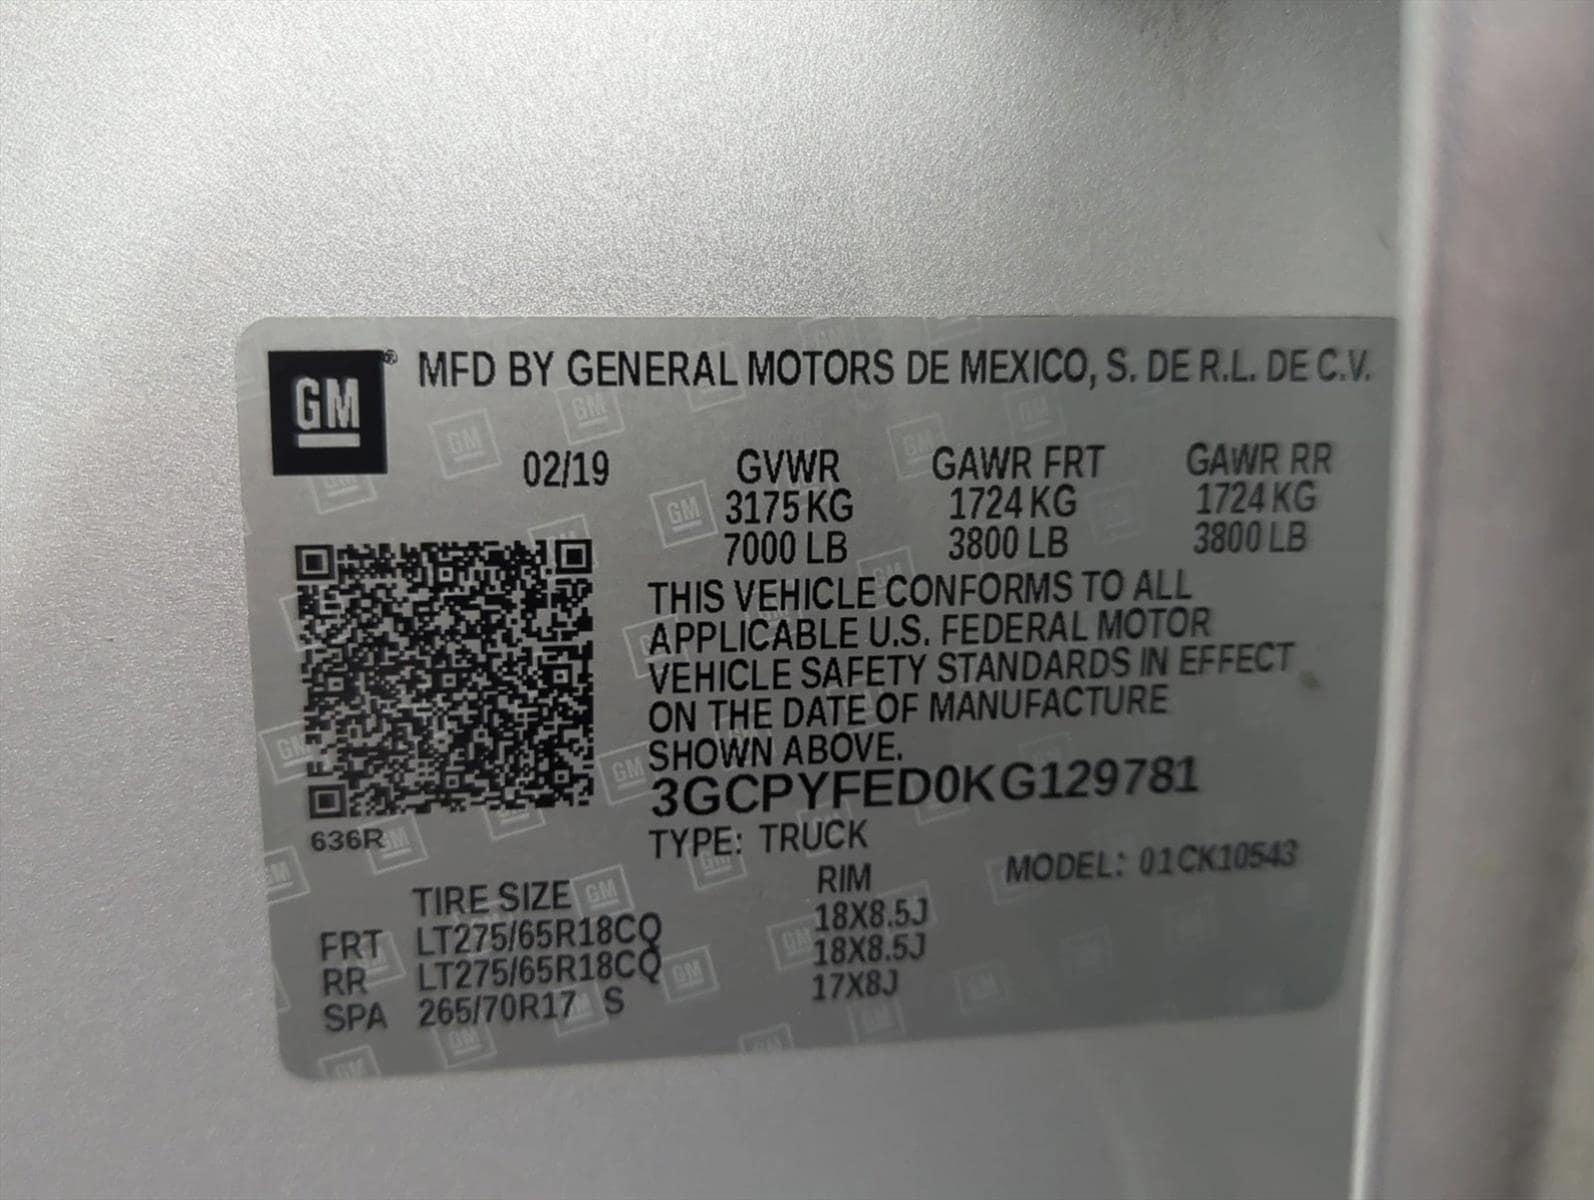 GM ® MFD BY GENERAL MOTORS DE MEXICO, S. DE R.L. DE C.V.
02/19 GVWR GAWR FRT GAWR RR
3175 KG 1724 KG 1724 KG
7000 LB 3800 LB 3800 LB
THIS VEHICLE CONFORMS TO ALL
APPLICABLE U.S. FEDERAL MOTOR
VEHICLE SAFETY STANDARDS IN EFFECT
ON THE DATE OF MANUFACTURE
SHOWN ABOVE.
3GCPYFED0KG129781
636R
TYPE: TRUCK
MODEL: 01CK10543
TIRE SIZE RIM
FRT LT275/65R18CQ 18X8.5J
RR LT275/65R18CQ 18X8.5J
SPA 265/70R17 S 17X8J